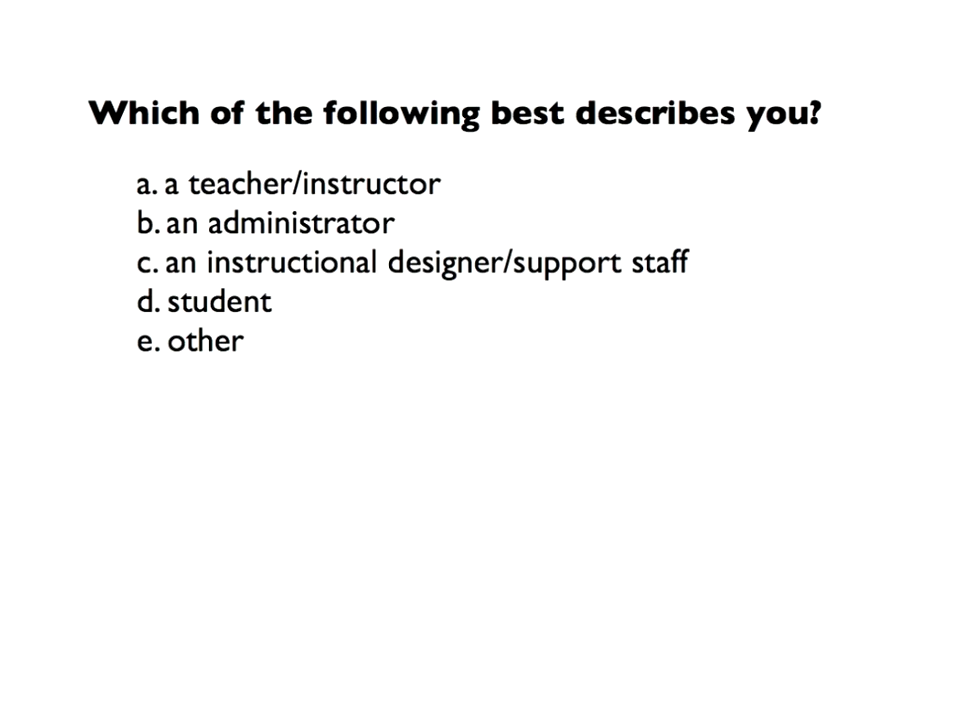 Which of the following best describes you?
a. a teacher/instructor
b. an administrator
c. an instructional designer/support staff
d. student
e. other